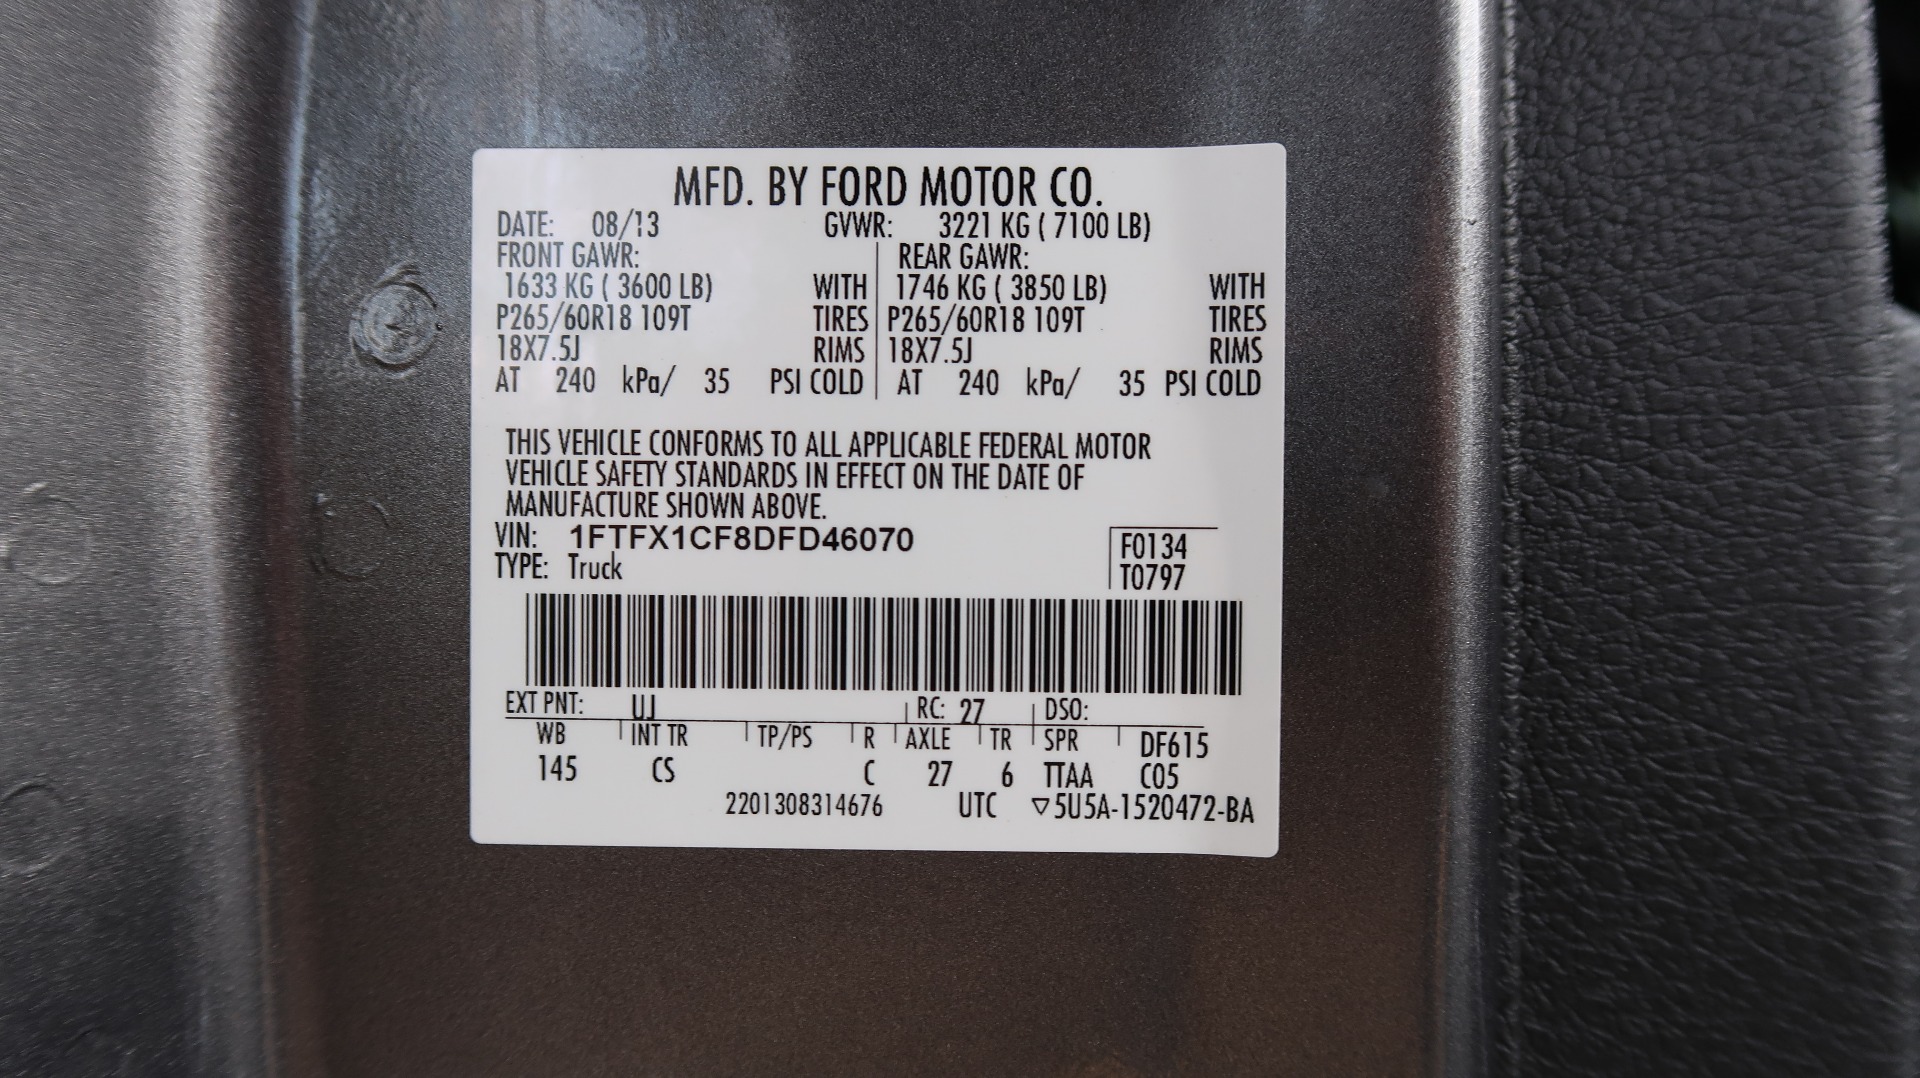 MFD. BY FORD MOTOR CO.
DATE: 08/13 GVWR: 3221 KG ( 7100 LB)
FRONT GAWR: REAR GAWR:
1633 KG ( 3600 LB) WITH 1746 KG ( 3850 LB) WITH
P265/60R18 109T TIRES P265/60R18 109T TIRES
18X7.5J RIMS 18X7.5J RIMS
AT 240 kPa/ 35 PSI COLD AT 240 kPa/ 35 PSI COLD
THIS VEHICLE CONFORMS TO ALL APPLICABLE FEDERAL MOTOR
VEHICLE SAFETY STANDARDS IN EFFECT ON THE DATE OF
MANUFACTURE SHOWN ABOVE.
VIN: 1FTFX1CF8DFD46070 F0134
TYPE: Truck T0797
EXT PNT: UJ RC: 27 DSO:
WB INT TR TP/PS R AXLE TR SPR DF615
145 CS C 27 6 TTAA C05
2201308314676 UTC ▽5U5A-1520472-BA